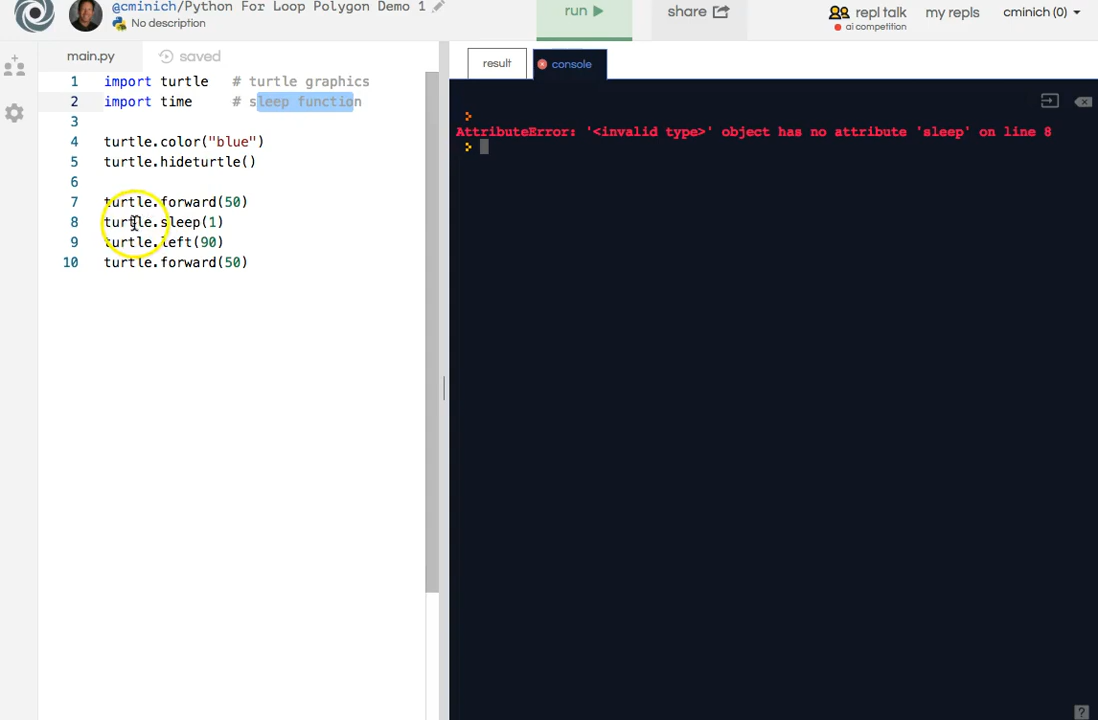 @cminich/Python For Loop Polygon Demo 1
No description
run
share
repl talk
ai competition
my repls
cminich (0)
main.py
saved
result
console
1 import turtle # turtle graphics
2 import time # sleep function
3
4 turtle.color("blue")
5 turtle.hideturtle()
6
7 turtle.forward(50)
8 turtle.sleep(1)
9 turtle.left(90)
10 turtle.forward(50)
>
AttributeError: '<invalid type>' object has no attribute 'sleep' on line 8
>
?